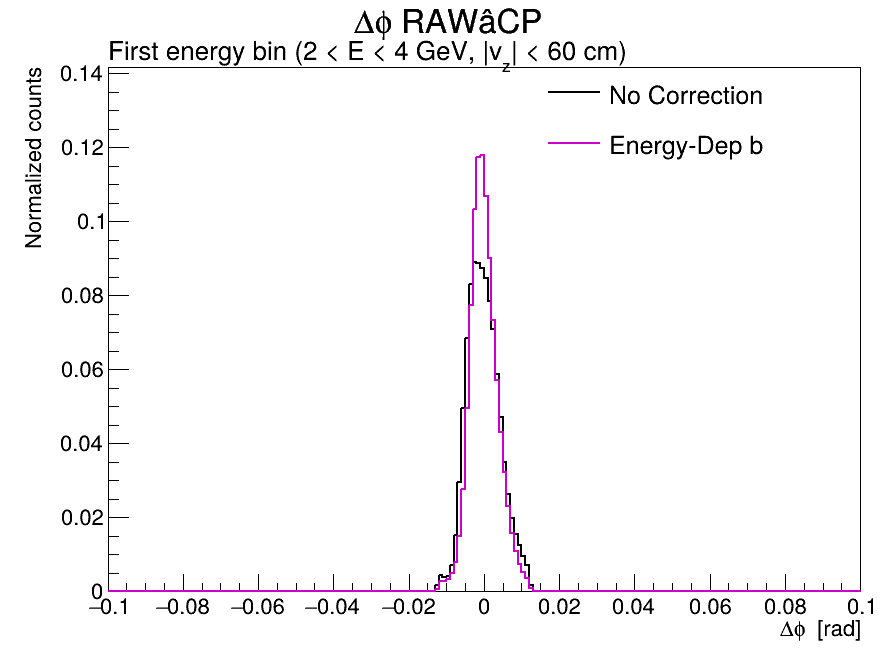 Δϕ RAWâCP
First energy bin (2 < E < 4 GeV, |v_z| < 60 cm)
Normalized counts
No Correction
Energy-Dep b
0.14
0.12
0.1
0.08
0.06
0.04
0.02
0
−0.1 −0.08 −0.06 −0.04 −0.02 0 0.02 0.04 0.06 0.08 0.1
Δϕ [rad]